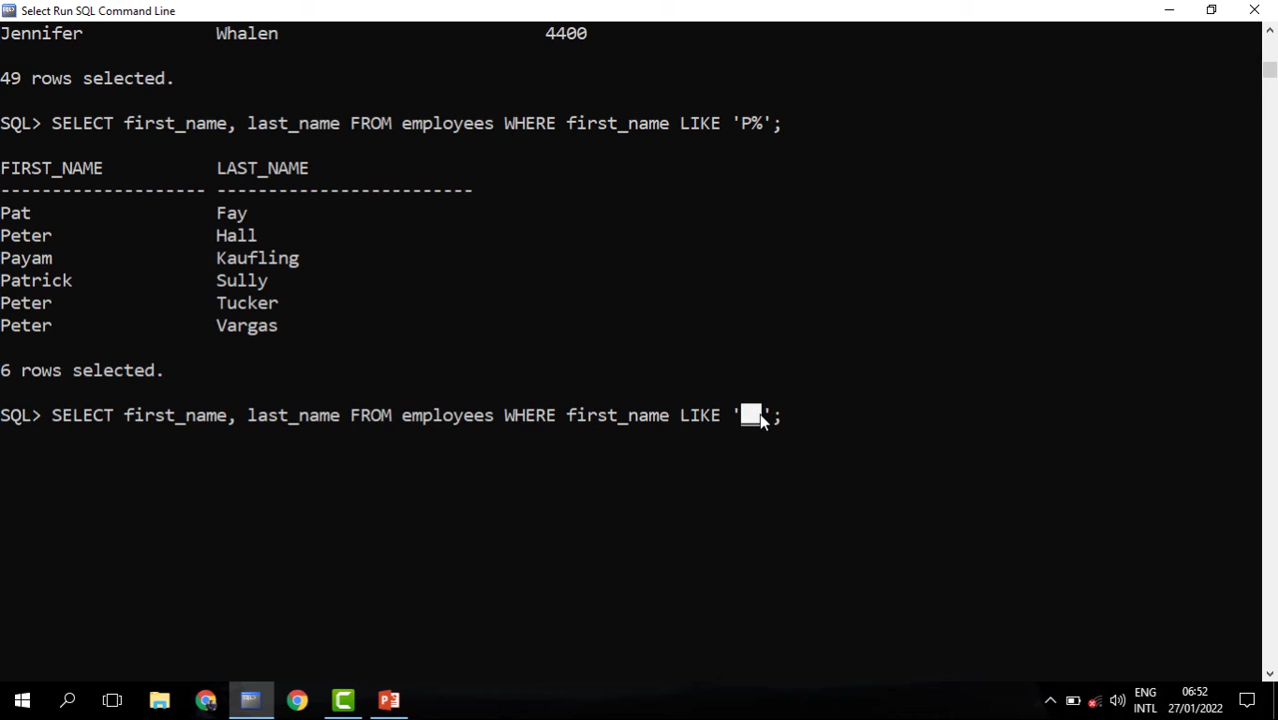 Select Run SQL Command Line
Jennifer Whalen 4400
49 rows selected.
SQL> SELECT first_name, last_name FROM employees WHERE first_name LIKE 'P%';
FIRST_NAME LAST_NAME
-------------------- -------------------------
Pat Fay
Peter Hall
Payam Kaufling
Patrick Sully
Peter Tucker
Peter Vargas
6 rows selected.
SQL> SELECT first_name, last_name FROM employees WHERE first_name LIKE '__';
ENG 06:52
INTL 27/01/2022